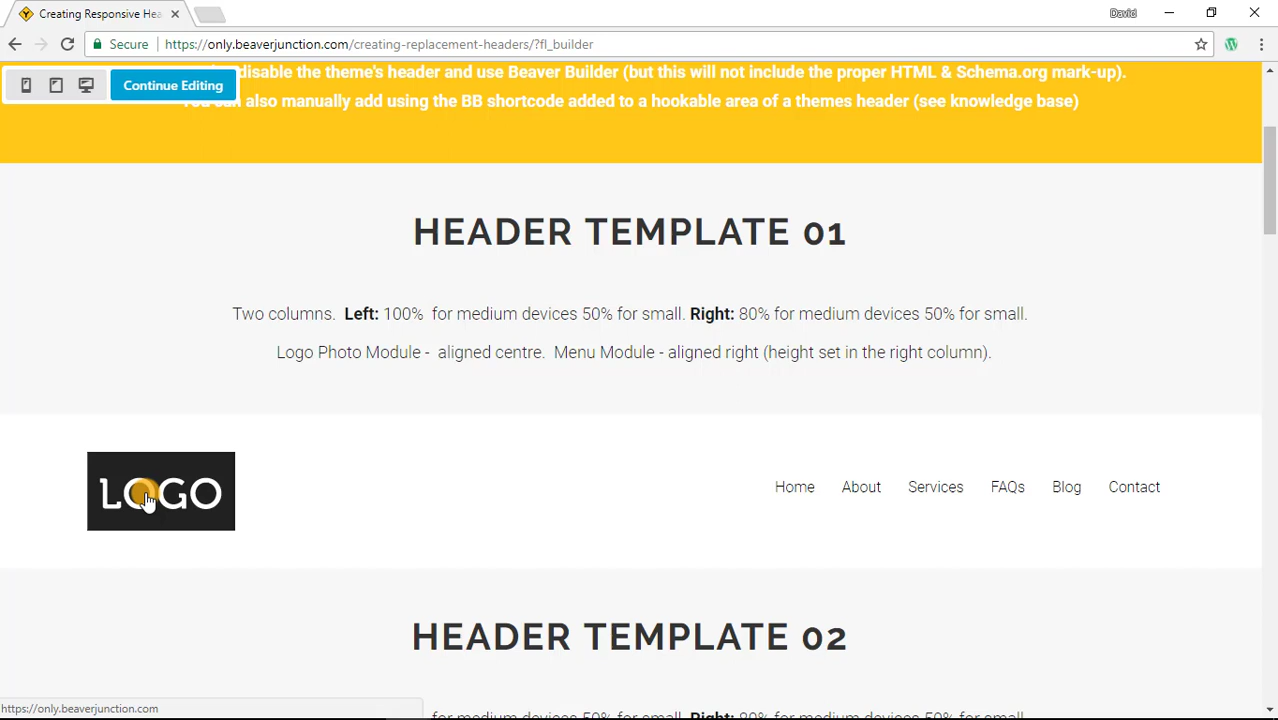 Creating Responsive Hea
David
Secure
https://only.beaverjunction.com/creating-replacement-headers/?fl_builder
disable the theme's header and use Beaver Builder (but this will not include the proper HTML & Schema.org mark-up).
Continue Editing
You can also manually add using the BB shortcode added to a hookable area of a themes header (see knowledge base)
HEADER TEMPLATE 01
Two columns. Left: 100% for medium devices 50% for small. Right: 80% for medium devices 50% for small.
Logo Photo Module - aligned centre. Menu Module - aligned right (height set in the right column).
LOGO
Home About Services FAQs Blog Contact
HEADER TEMPLATE 02
for medium devices 50% for small. Right: 80% for medium devices 50% for small.
https://only.beaverjunction.com